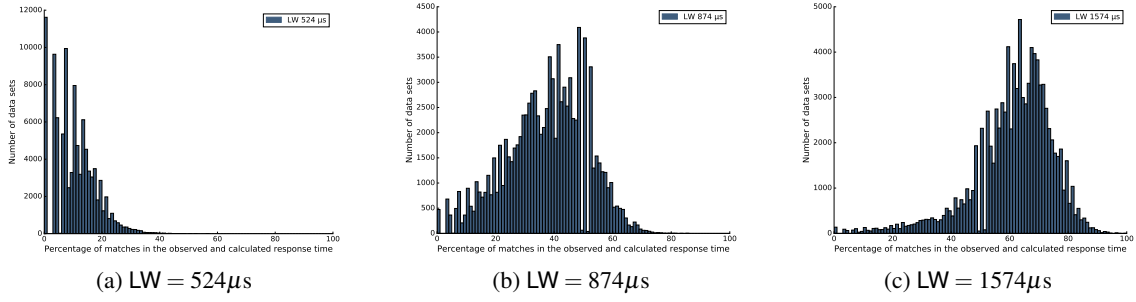 12000
10000
8000
6000
4000
2000
0
0 20 40 60 80 100
Number of data sets
Percentage of matches in the observed and calculated response time
LW 524 µs
(a) LW = 524µs
4500
4000
3500
3000
2500
2000
1500
1000
500
0
0 20 40 60 80 100
Number of data sets
Percentage of matches in the observed and calculated response time
LW 874 µs
(b) LW = 874µs
5000
4000
3000
2000
1000
0
0 20 40 60 80 100
Number of data sets
Percentage of matches in the observed and calculated response time
LW 1574 µs
(c) LW = 1574µs